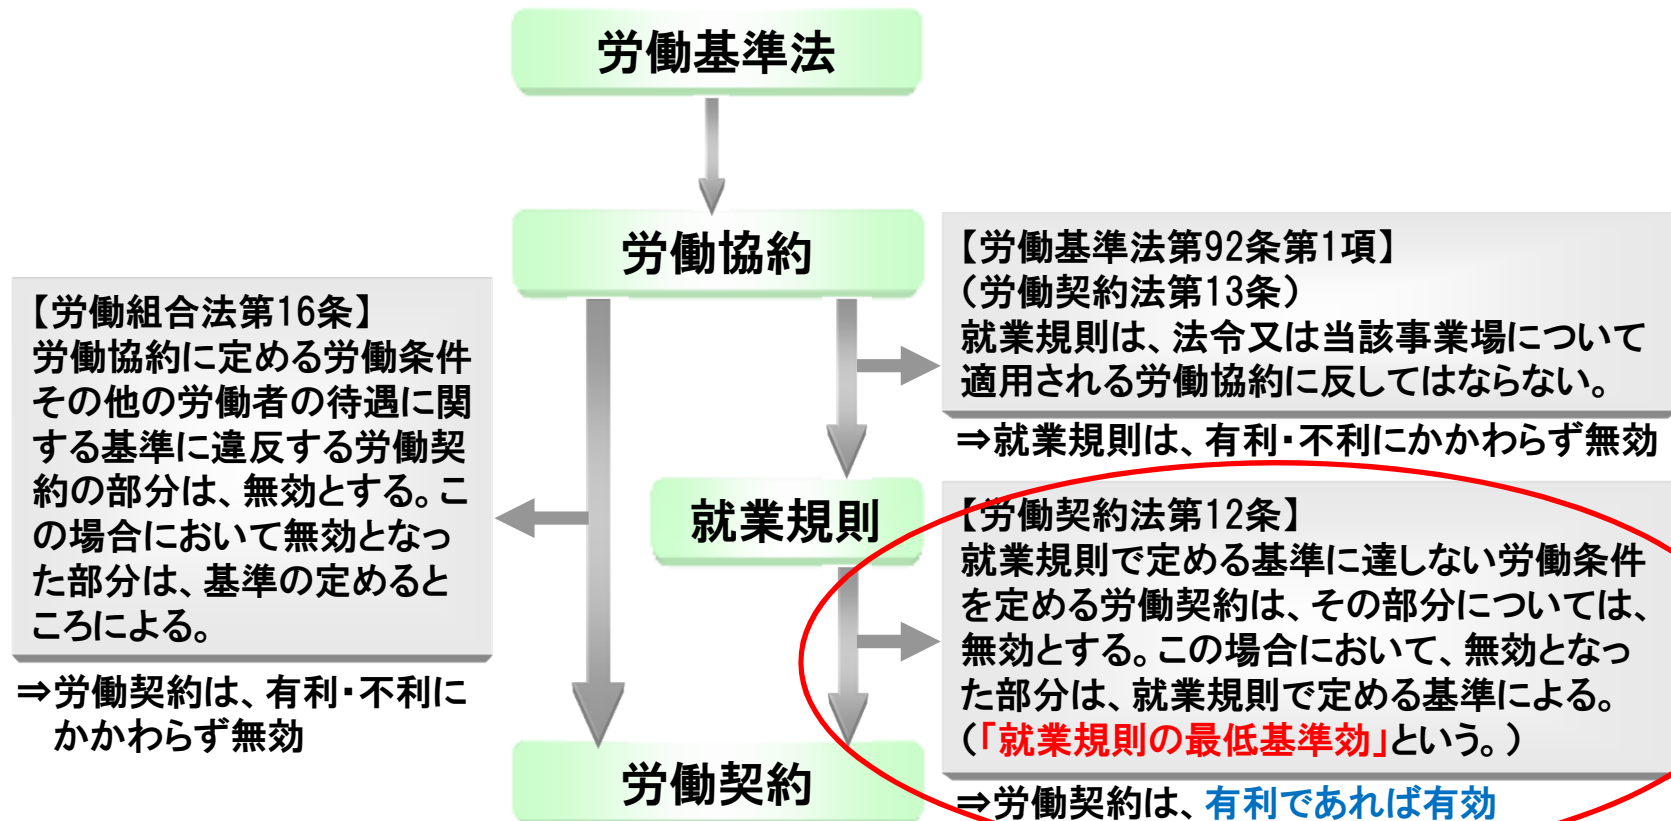 労働基準法
労働協約
【労働基準法第92条第1項】
（労働契約法第13条）
就業規則は、法令又は当該事業場について
適用される労働協約に反してはならない。
⇒就業規則は、有利・不利にかかわらず無効
【労働組合法第16条】
労働協約に定める労働条件
その他の労働者の待遇に関
する基準に違反する労働契
約の部分は、無効とする。こ
の場合において無効となっ
た部分は、基準の定めると
ころによる。
⇒労働契約は、有利・不利に
かかわらず無効
就業規則
【労働契約法第12条】
就業規則で定める基準に達しない労働条件
を定める労働契約は、その部分については、
無効とする。この場合において、無効となっ
た部分は、就業規則で定める基準による。
（「就業規則の最低基準効」という。）
⇒労働契約は、有利であれば有効
労働契約